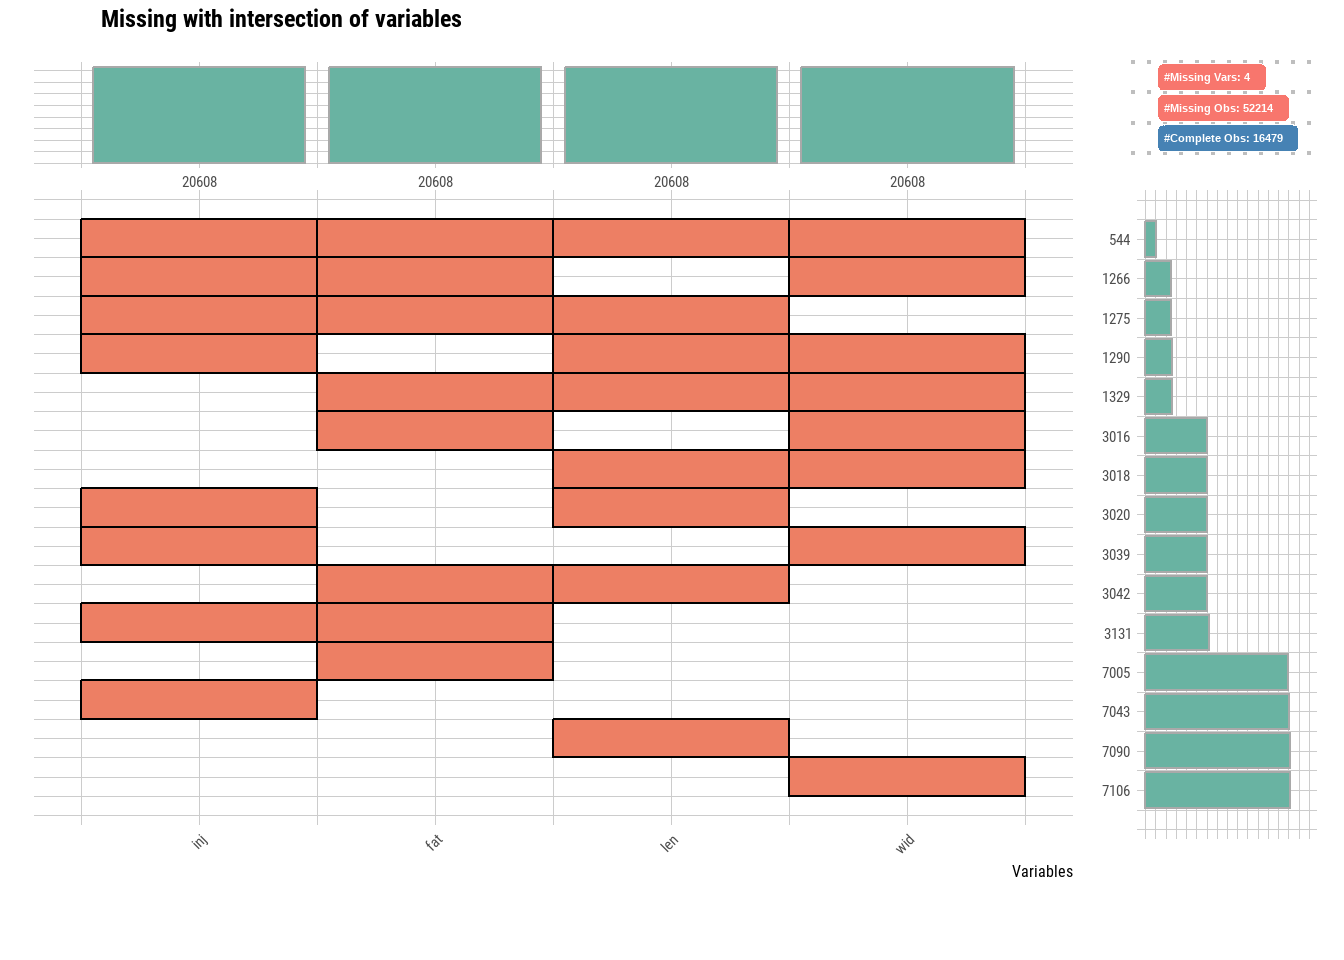 Missing with intersection of variables
#Missing Vars: 4
#Missing Obs: 52214
#Complete Obs: 16479
20608 20608 20608 20608
544
1266
1275
1290
1329
3016
3018
3020
3039
3042
3131
7005
7043
7090
7106
inj fat len wid
Variables